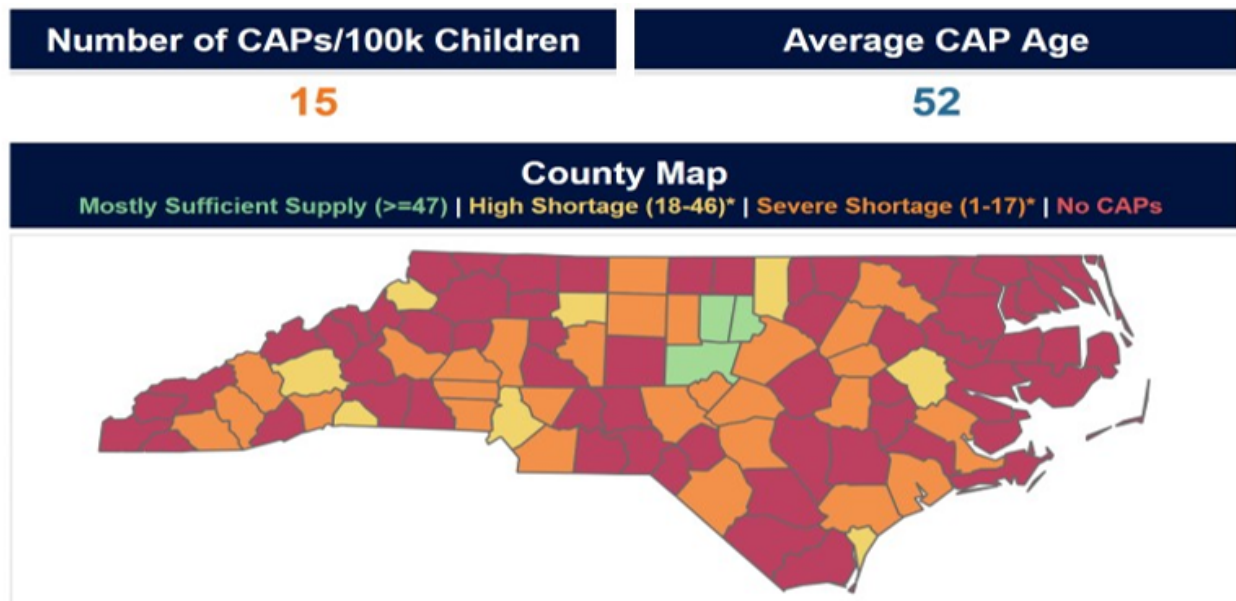 Number of CAPs/100k Children
15
Average CAP Age
52
County Map
Mostly Sufficient Supply (>=47) | High Shortage (18-46)* | Severe Shortage (1-17)* | No CAPs